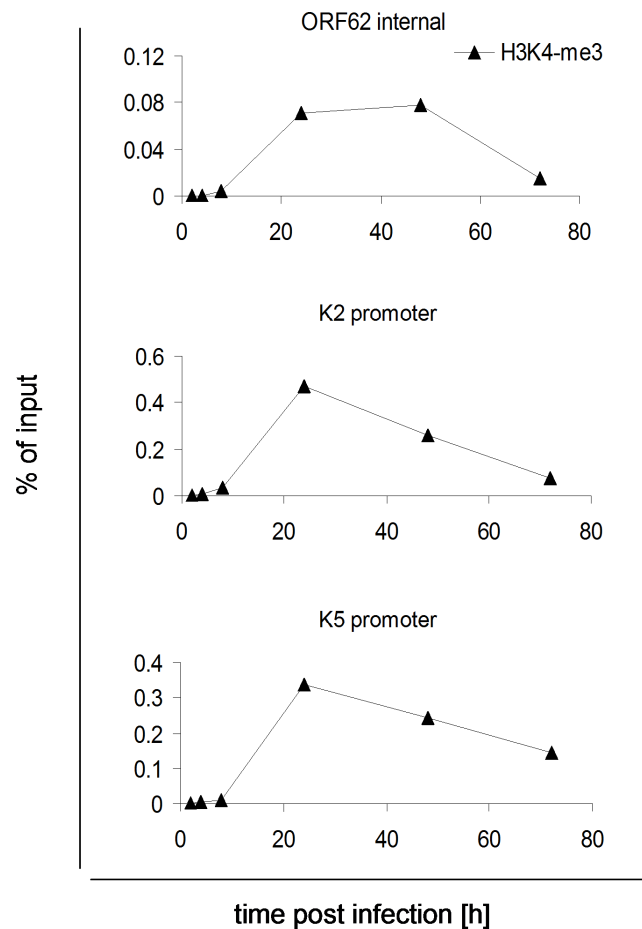 ORF62 internal
H3K4-me3
0.12
0.08
0.04
0
0 20 40 60 80
K2 promoter
0.6
0.4
0.2
0
0 20 40 60 80
% of input
K5 promoter
0.4
0.3
0.2
0.1
0
0 20 40 60 80
time post infection [h]